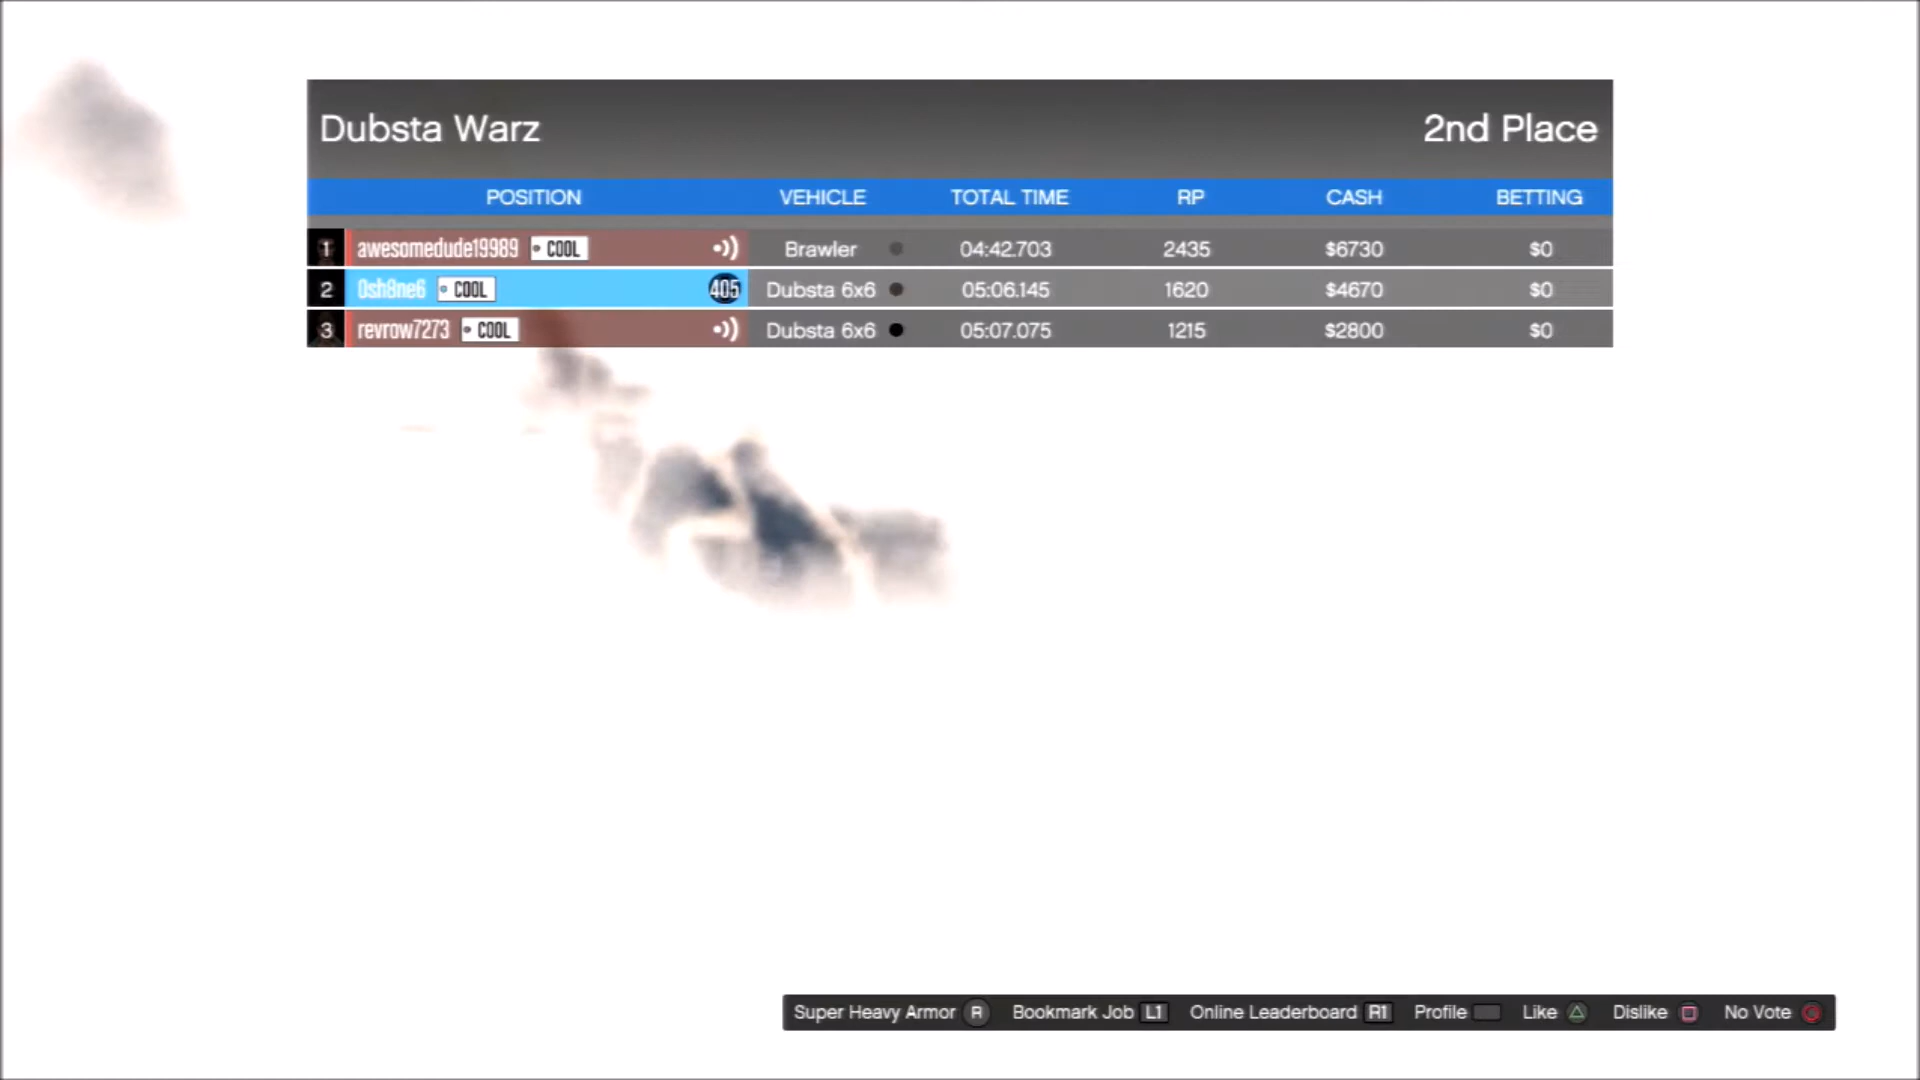 Dubsta Warz 2nd Place
POSITION VEHICLE TOTAL TIME RP CASH BETTING
1 awesomedude19989 COOL Brawler 04:42.703 2435 $6730 $0
2 0sh8ne6 COOL 405 Dubsta 6x6 05:06.145 1620 $4670 $0
3 revrow7273 COOL Dubsta 6x6 05:07.075 1215 $2800 $0
Super Heavy Armor R Bookmark Job L1 Online Leaderboard R1 Profile Like Dislike No Vote